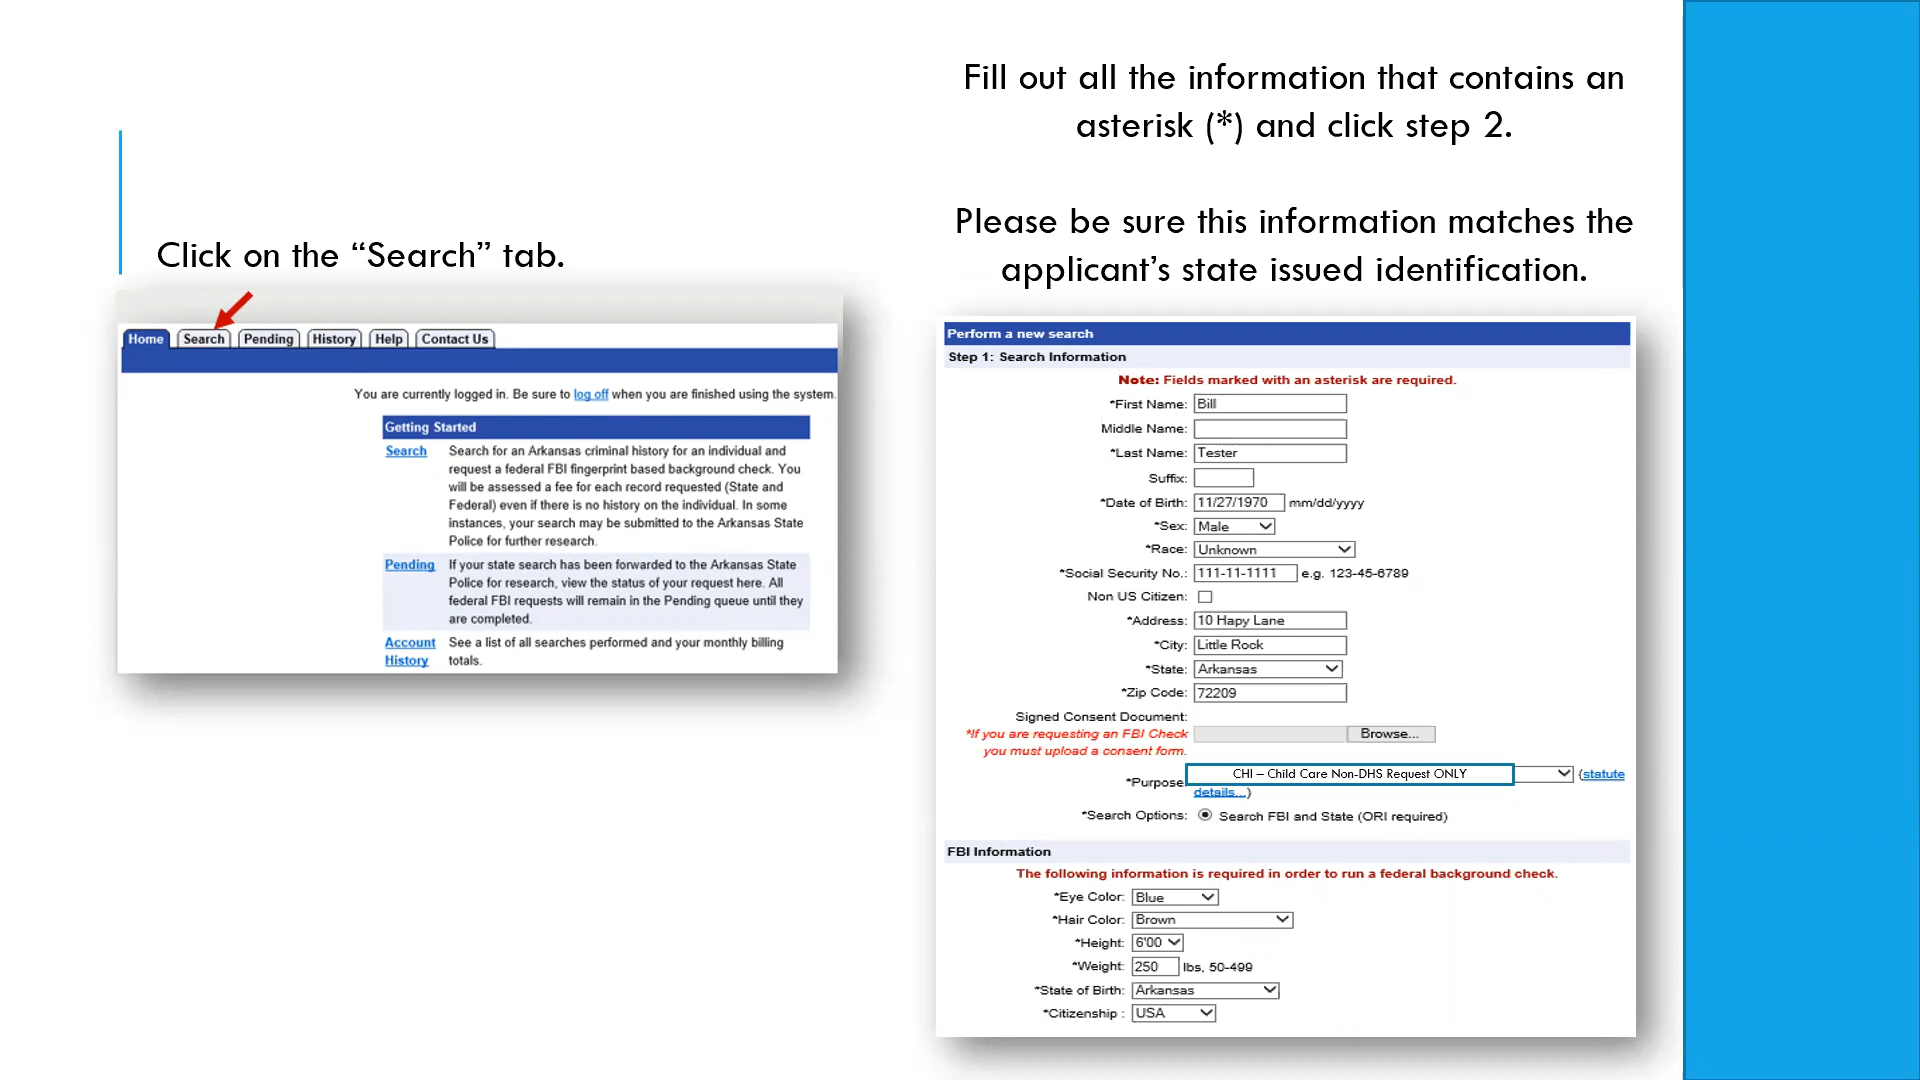 Click on the “Search” tab.
Home Search Pending History Help Contact Us
You are currently logged in. Be sure to log off when you are finished using the system.
Getting Started
Search Search for an Arkansas criminal history for an individual and
request a federal FBI fingerprint based background check. You
will be assessed a fee for each record requested (State and
Federal) even if there is no history on the individual. In some
instances, your search may be submitted to the Arkansas State
Police for further research.
Pending If your state search has been forwarded to the Arkansas State
Police for research, view the status of your request here. All
federal FBI requests will remain in the Pending queue until they
are completed.
Account See a list of all searches performed and your monthly billing
History totals.
Fill out all the information that contains an
asterisk (*) and click step 2.
Please be sure this information matches the
applicant’s state issued identification.
Perform a new search
Step 1: Search Information
Note: Fields marked with an asterisk are required.
*First Name: Bill
Middle Name:
*Last Name: Tester
Suffix:
*Date of Birth: 11/27/1970 mm/dd/yyyy
*Sex: Male
*Race: Unknown
*Social Security No.: 111-11-1111 e.g. 123-45-6789
Non US Citizen:
*Address: 10 Hapy Lane
*City: Little Rock
*State: Arkansas
*Zip Code: 72209
Signed Consent Document:
*If you are requesting an FBI Check Browse...
you must upload a consent form.
*Purpose CHI – Child Care Non-DHS Request ONLY (statute
details...)
*Search Options: Search FBI and State (ORI required)
FBI Information
The following information is required in order to run a federal background check.
*Eye Color: Blue
*Hair Color: Brown
*Height: 6'00
*Weight: 250 lbs, 50-499
*State of Birth: Arkansas
*Citizenship : USA